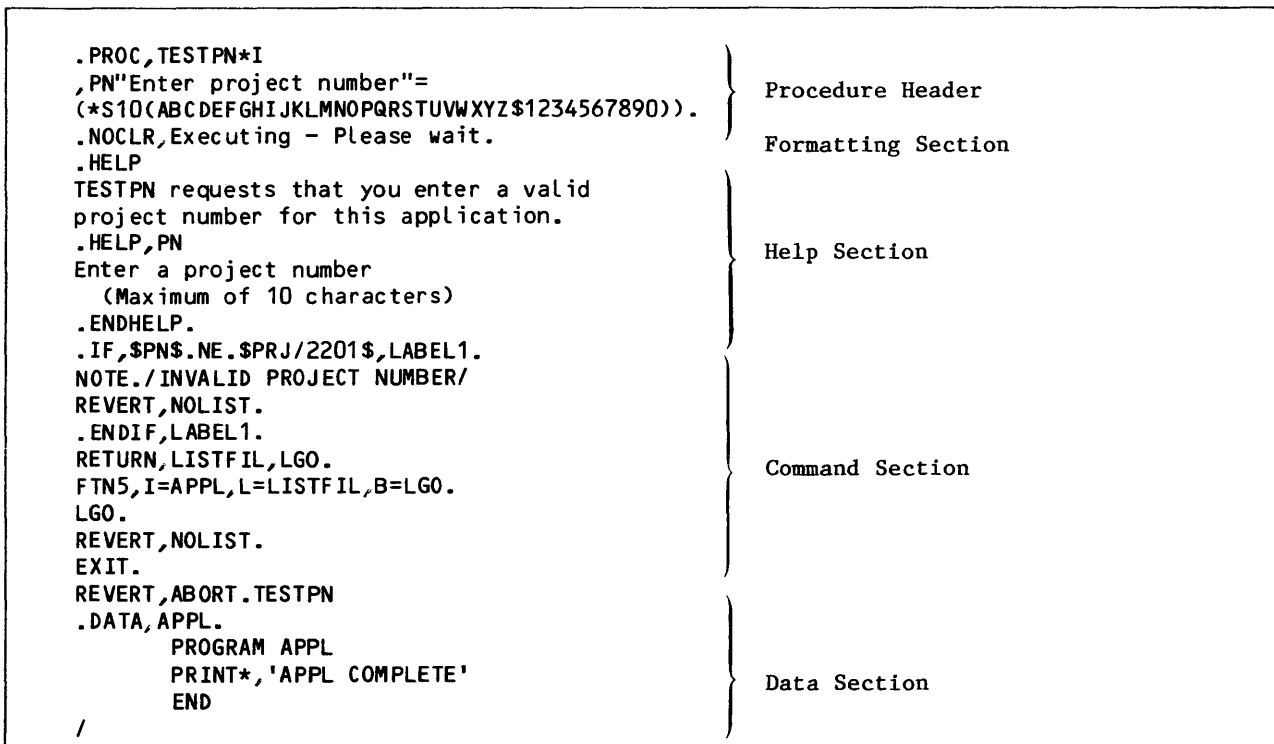 .PROC,TESTPN*I
,PN"Enter project number"=
(*S10(ABCDEFGHIJKLMNOPQRSTUVWXYZ$1234567890)).
Procedure Header
.NOCLR,Executing - Please wait.
Formatting Section
.HELP
TESTPN requests that you enter a valid
project number for this application.
.HELP,PN
Help Section
Enter a project number
(Maximum of 10 characters)
.ENDHELP.
.IF,$PN$.NE.$PRJ/2201$,LABEL1.
NOTE./INVALID PROJECT NUMBER/
REVERT,NOLIST.
.ENDIF,LABEL1.
RETURN,LISTFIL,LGO.
Command Section
FTN5,I=APPL,L=LISTFIL,B=LGO.
LGO.
REVERT,NOLIST.
EXIT.
REVERT,ABORT.TESTPN
.DATA,APPL.
PROGRAM APPL
PRINT*,'APPL COMPLETE'
Data Section
END
/